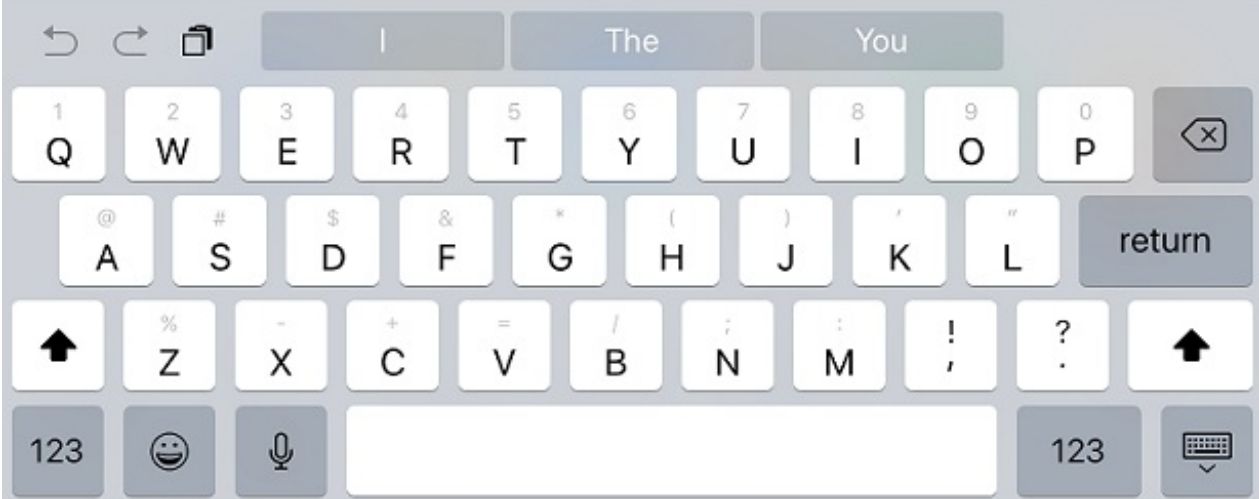 I The You
1 2 3 4 5 6 7 8 9 0
Q W E R T Y U I O P
@ # $ & * ( ) ' "
A S D F G H J K L return
% - + = / ; : ! ?
Z X C V B N M , .
123 123